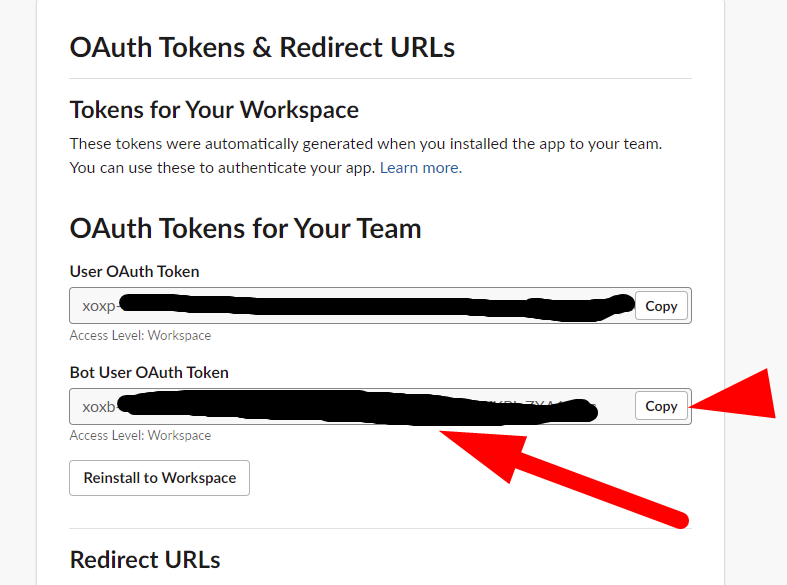 OAuth Tokens & Redirect URLs
Tokens for Your Workspace
These tokens were automatically generated when you installed the app to your team.
You can use these to authenticate your app. Learn more.
OAuth Tokens for Your Team
User OAuth Token
xoxp- Copy
Access Level: Workspace
Bot User OAuth Token
xoxb- Copy
Access Level: Workspace
Reinstall to Workspace
Redirect URLs